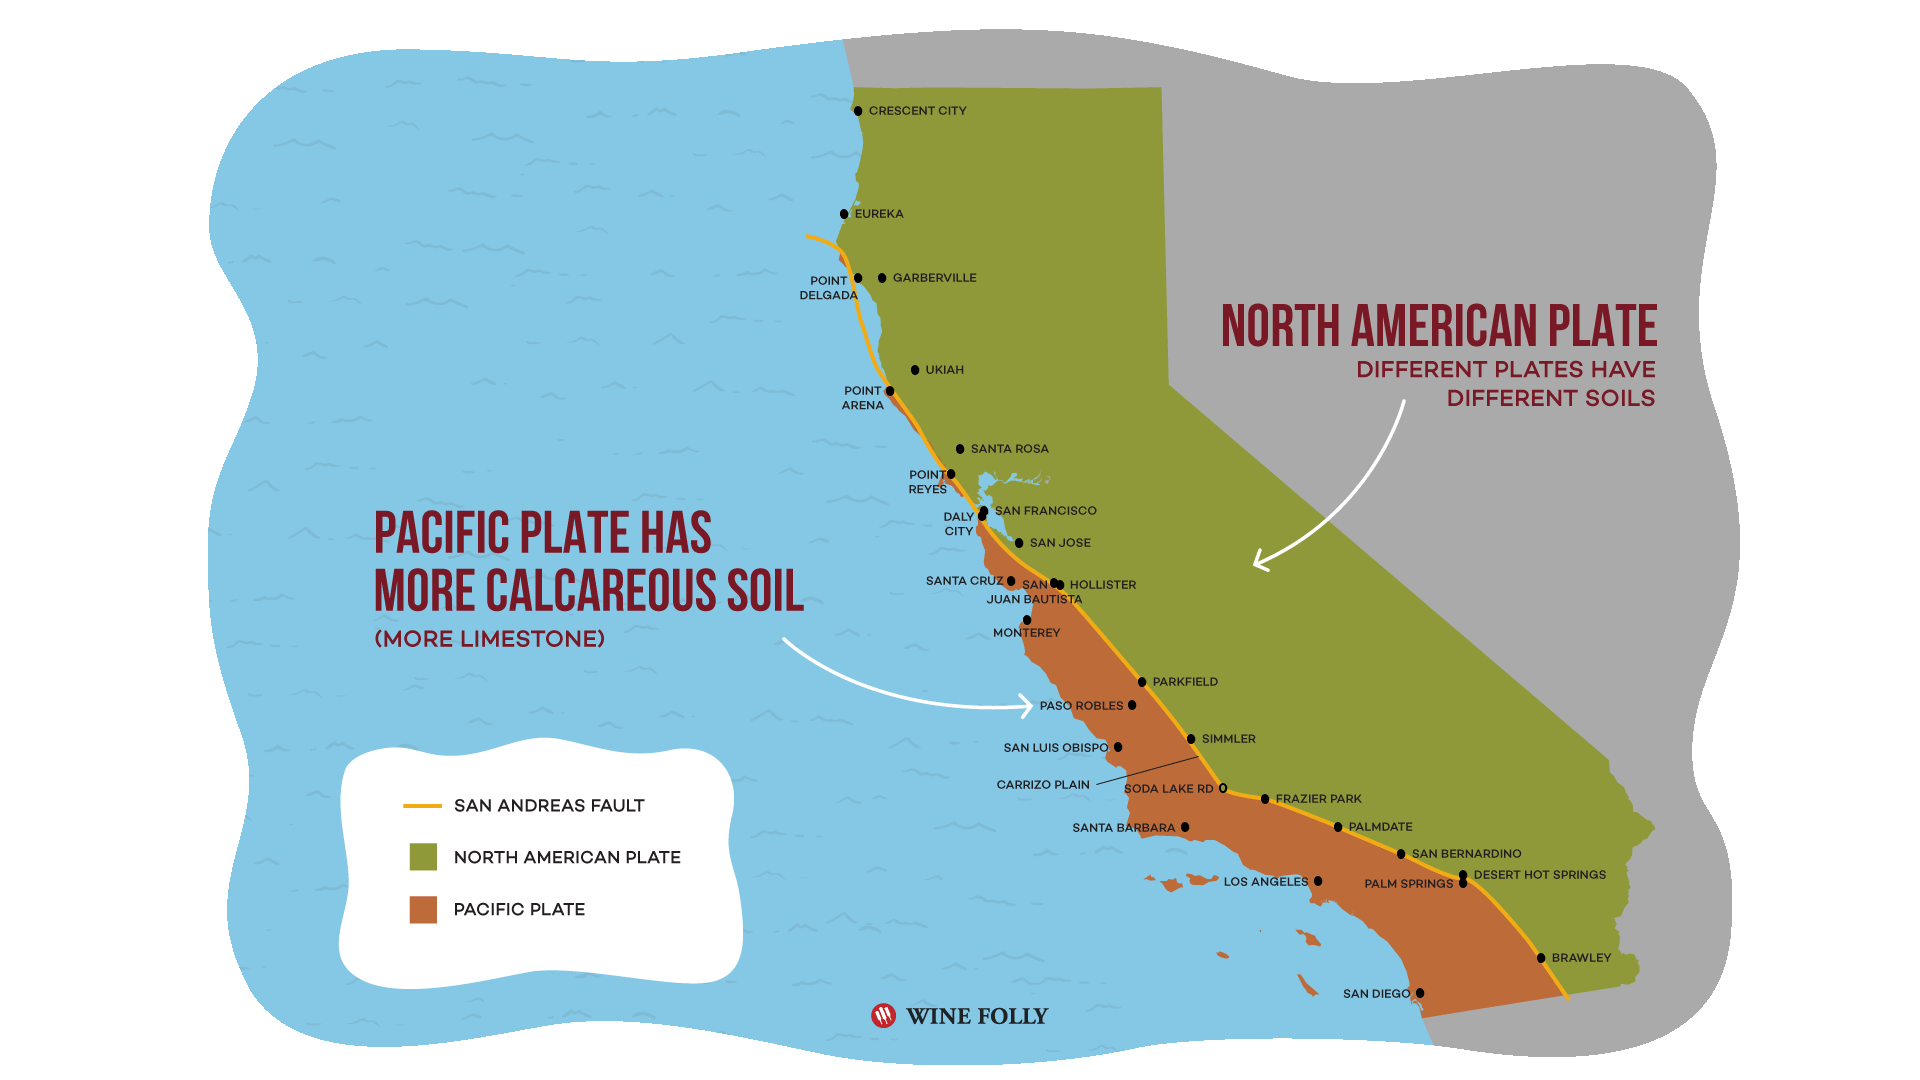 CRESCENT CITY
EUREKA
POINT
DELGADA
GARBERVILLE
NORTH AMERICAN PLATE
DIFFERENT PLATES HAVE
DIFFERENT SOILS
UKIAH
POINT
ARENA
SANTA ROSA
POINT
REYES
SAN FRANCISCO
DALY
CITY
SAN JOSE
PACIFIC PLATE HAS
MORE CALCAREOUS SOIL
(MORE LIMESTONE)
SANTA CRUZ
SAN
JUAN BAUTISTA
HOLLISTER
MONTEREY
PARKFIELD
PASO ROBLES
SIMMLER
SAN LUIS OBISPO
CARRIZO PLAIN
SODA LAKE RD
FRAZIER PARK
SANTA BARBARA
PALMDATE
SAN BERNARDINO
DESERT HOT SPRINGS
PALM SPRINGS
LOS ANGELES
BRAWLEY
SAN DIEGO
SAN ANDREAS FAULT
NORTH AMERICAN PLATE
PACIFIC PLATE
WINE FOLLY